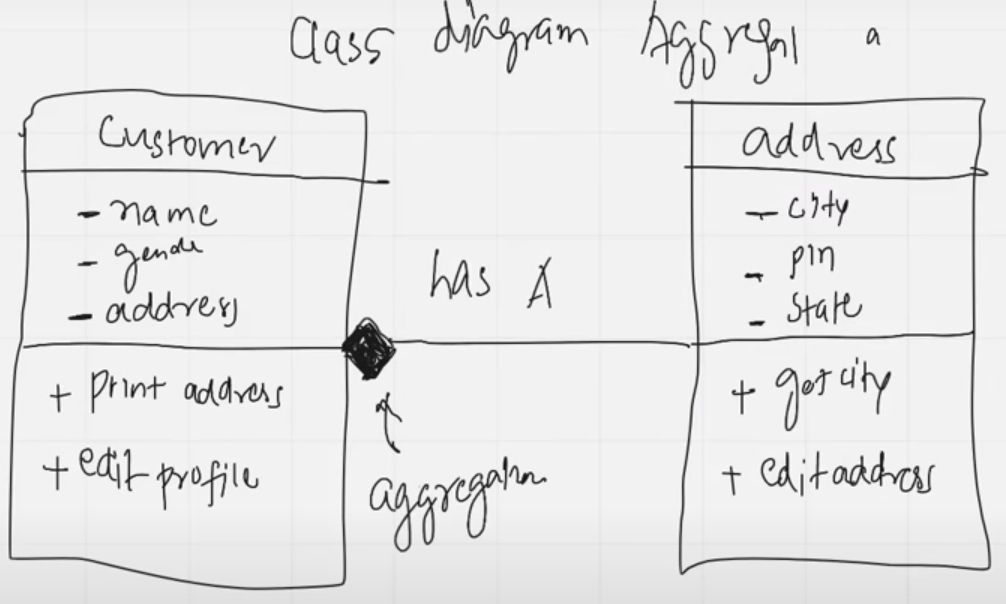 Class diagram Aggregal a
Customer
- name
- gende
- address
+ print address
+ edit profile
has A
aggregation
address
- city
- pin
- state
+ get city
+ edit address